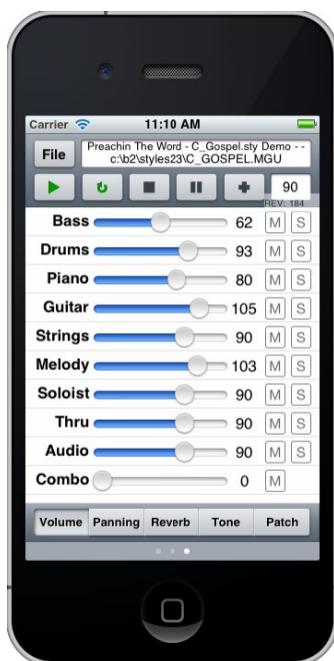 Carrier 11:10 AM
File
Preachin The Word - C_Gospel.sty Demo - -
c:\b2\styles23\C_GOSPEL.MGU
90
REV: 184
Bass 62 M S
Drums 93 M S
Piano 80 M S
Guitar 105 M S
Strings 90 M S
Melody 103 M S
Soloist 90 M S
Thru 90 M S
Audio 90 M S
Combo 0 M
Volume Panning Reverb Tone Patch